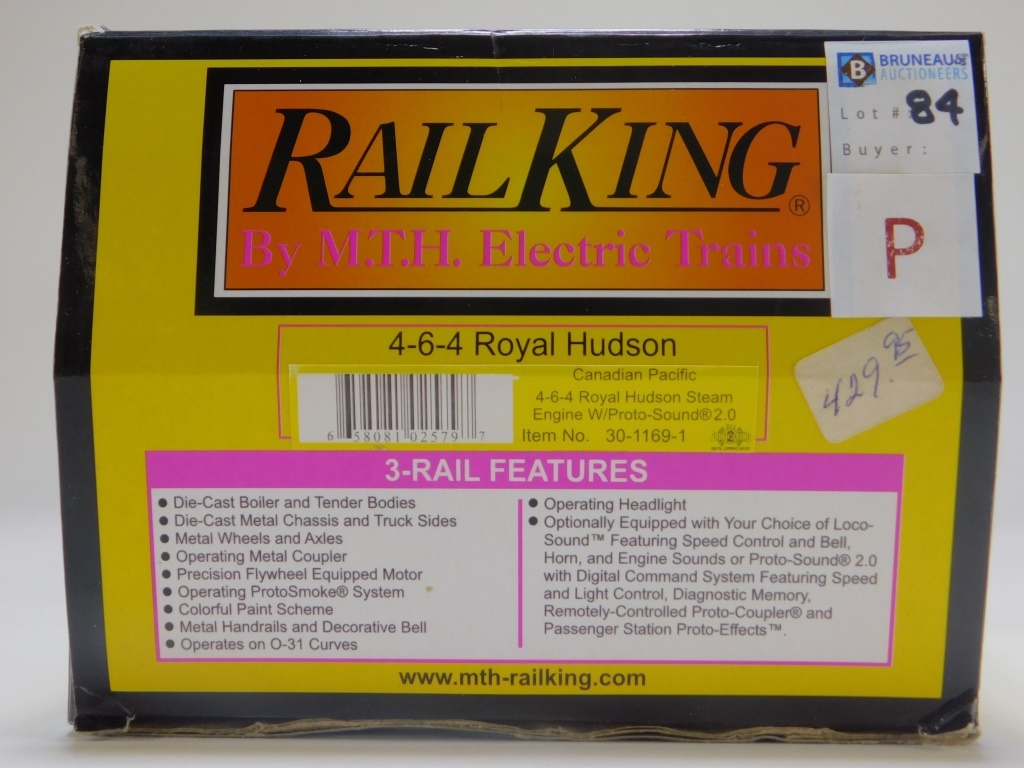 RAILKING®
By M.T.H. Electric Trains
B BRUNEAU&
AUCTIONEERS
Lot #: 84
Buyer:
P
4-6-4 Royal Hudson
Canadian Pacific
4-6-4 Royal Hudson Steam
Engine W/Proto-Sound® 2.0
Item No. 30-1169-1
6 58081 02579 7
429.95
3-RAIL FEATURES
● Die-Cast Boiler and Tender Bodies
● Die-Cast Metal Chassis and Truck Sides
● Metal Wheels and Axles
● Operating Metal Coupler
● Precision Flywheel Equipped Motor
● Operating ProtoSmoke® System
● Colorful Paint Scheme
● Metal Handrails and Decorative Bell
● Operates on O-31 Curves
● Operating Headlight
● Optionally Equipped with Your Choice of Loco-
Sound™ Featuring Speed Control and Bell,
Horn, and Engine Sounds or Proto-Sound® 2.0
with Digital Command System Featuring Speed
and Light Control, Diagnostic Memory,
Remotely-Controlled Proto-Coupler® and
Passenger Station Proto-Effects™.
www.mth-railking.com